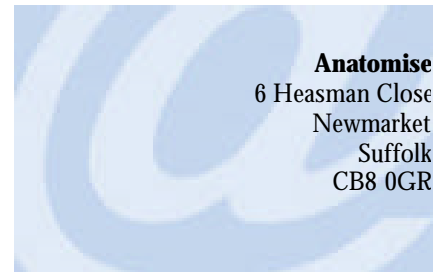 Anatomise
6 Heasman Close
Newmarket
Suffolk
CB8 0GR